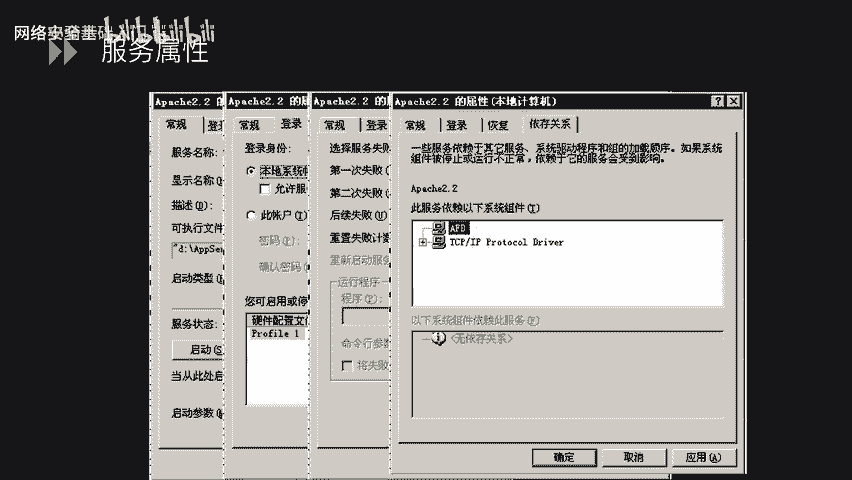 网络安全基础入门
bilibili
服务属性
Apache2.2 的
常规 登
服务名称:
显示名称(
描述(D):
可执行文件
"d:\AppSer
启动类型(
服务状态:
启动(S
当从此处启
启动参数(
Apache2.2 的属
常规 登录
登录身份:
本地系统帐
允许服
此账户(T)
密码(P):
确认密码(
您可启用或停
硬件配置文
Profile 1
Apache2.2 的属
常规 登录
选择服务失败
第一次失败(
第二次失败(
后续失败(U)
重置失败计数
重新启动服务
运行程序
程序(P):
命令行参数
将失败
Apache2.2 的属性(本地计算机)
常规 登录 恢复 依存关系
一些服务依赖于其它服务、系统驱动程序和组的加载顺序。如果系统
组件被停止或运行不正常，依赖于它的服务会受到影响。
Apache2.2
此服务依赖以下系统组件(T)
AFD
TCP/IP Protocol Driver
以下系统组件依赖此服务(P)
<无依存关系>
确定 取消 应用(A)